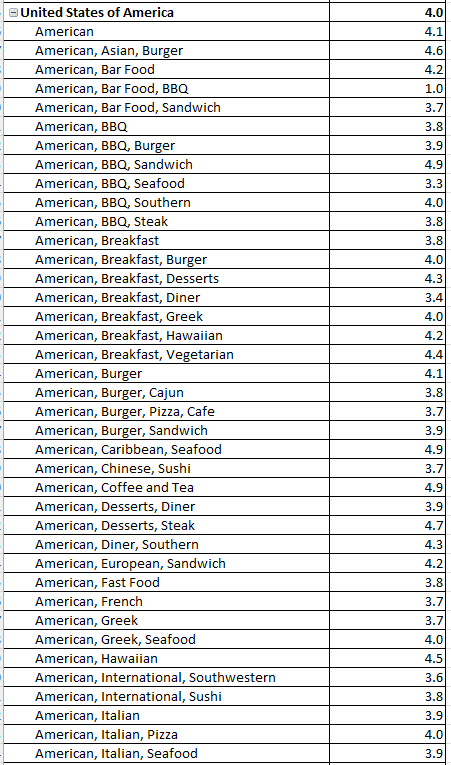 United States of America 4.0
American 4.1
American, Asian, Burger 4.6
American, Bar Food 4.2
American, Bar Food, BBQ 1.0
American, Bar Food, Sandwich 3.7
American, BBQ 3.8
American, BBQ, Burger 3.9
American, BBQ, Sandwich 4.9
American, BBQ, Seafood 3.3
American, BBQ, Southern 4.0
American, BBQ, Steak 3.8
American, Breakfast 3.8
American, Breakfast, Burger 4.0
American, Breakfast, Desserts 4.3
American, Breakfast, Diner 3.4
American, Breakfast, Greek 4.0
American, Breakfast, Hawaiian 4.2
American, Breakfast, Vegetarian 4.4
American, Burger 4.1
American, Burger, Cajun 3.8
American, Burger, Pizza, Cafe 3.7
American, Burger, Sandwich 3.9
American, Caribbean, Seafood 4.9
American, Chinese, Sushi 3.7
American, Coffee and Tea 4.9
American, Desserts, Diner 3.9
American, Desserts, Steak 4.7
American, Diner, Southern 4.3
American, European, Sandwich 4.2
American, Fast Food 3.8
American, French 3.7
American, Greek 3.7
American, Greek, Seafood 4.0
American, Hawaiian 4.5
American, International, Southwestern 3.6
American, International, Sushi 3.8
American, Italian 3.9
American, Italian, Pizza 4.0
American, Italian, Seafood 3.9